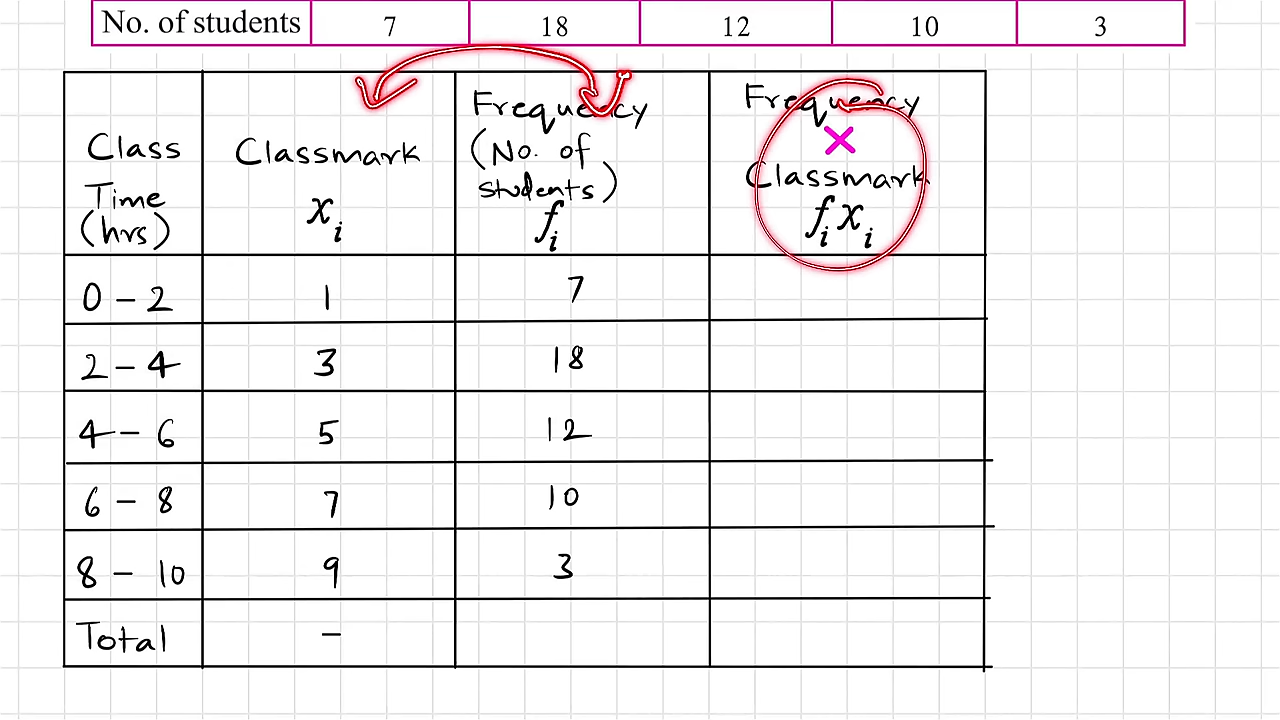 No. of students 7 18 12 10 3
Class Time (hrs) Classmark xᵢ Frequency (No. of students) fᵢ Frequency × Classmark fᵢxᵢ
0 – 2 1 7
2 – 4 3 18
4 – 6 5 12
6 – 8 7 10
8 – 10 9 3
Total –